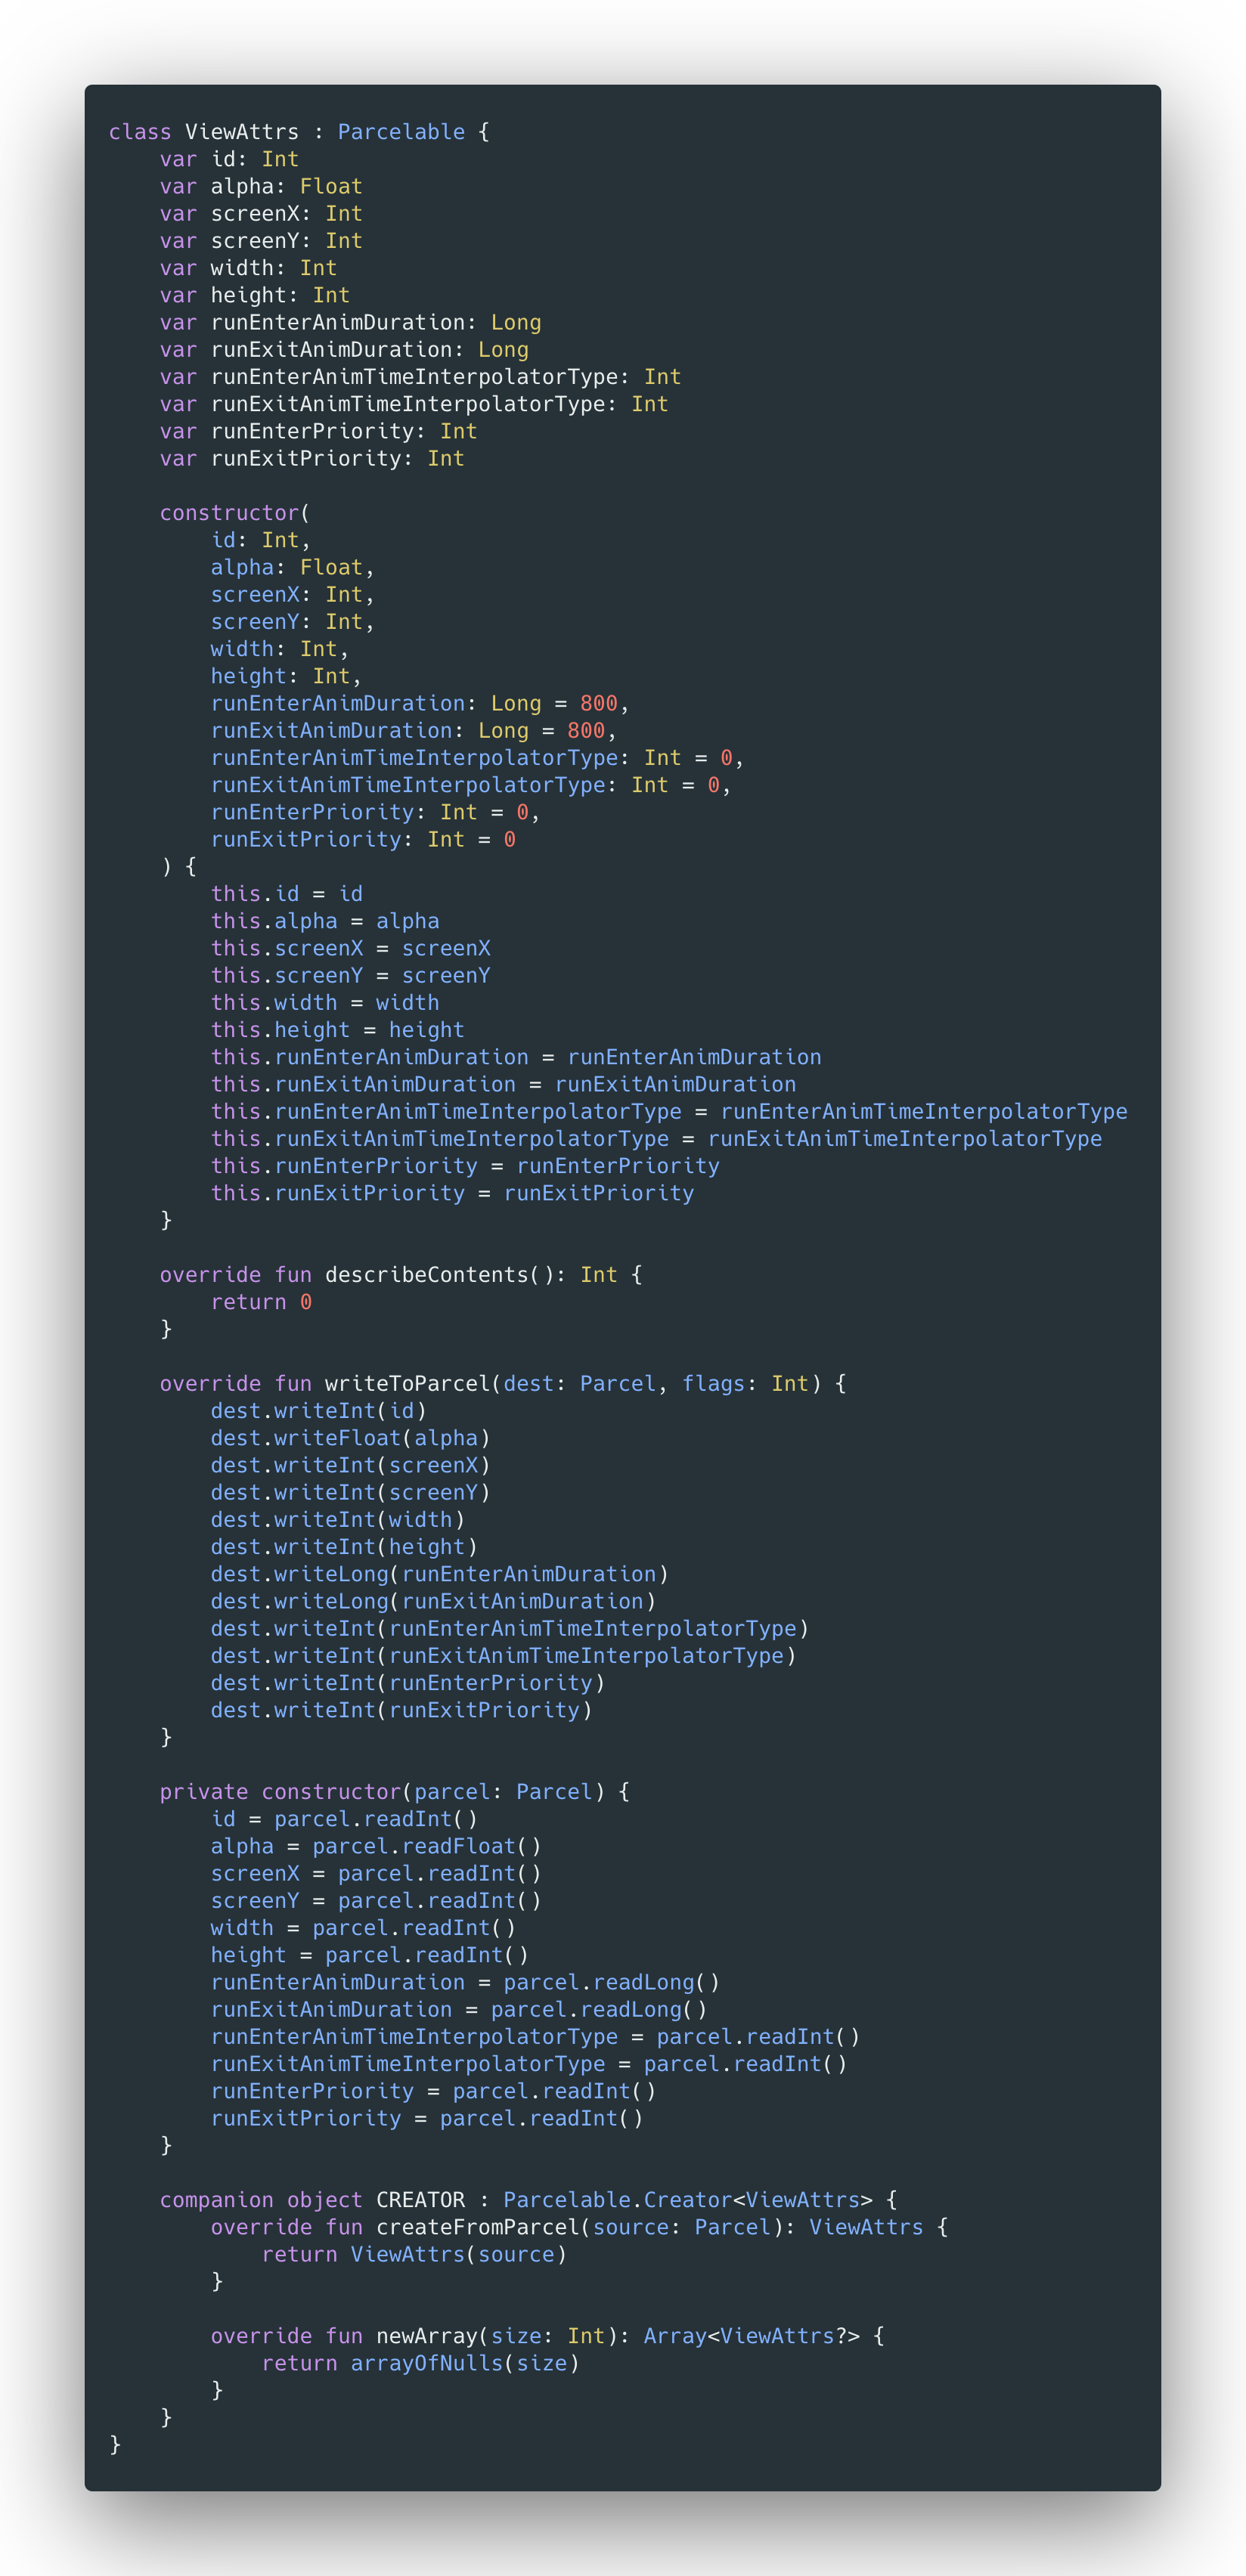 class ViewAttrs : Parcelable {
    var id: Int
    var alpha: Float
    var screenX: Int
    var screenY: Int
    var width: Int
    var height: Int
    var runEnterAnimDuration: Long
    var runExitAnimDuration: Long
    var runEnterAnimTimeInterpolatorType: Int
    var runExitAnimTimeInterpolatorType: Int
    var runEnterPriority: Int
    var runExitPriority: Int

    constructor(
        id: Int,
        alpha: Float,
        screenX: Int,
        screenY: Int,
        width: Int,
        height: Int,
        runEnterAnimDuration: Long = 800,
        runExitAnimDuration: Long = 800,
        runEnterAnimTimeInterpolatorType: Int = 0,
        runExitAnimTimeInterpolatorType: Int = 0,
        runEnterPriority: Int = 0,
        runExitPriority: Int = 0
    ) {
        this.id = id
        this.alpha = alpha
        this.screenX = screenX
        this.screenY = screenY
        this.width = width
        this.height = height
        this.runEnterAnimDuration = runEnterAnimDuration
        this.runExitAnimDuration = runExitAnimDuration
        this.runEnterAnimTimeInterpolatorType = runEnterAnimTimeInterpolatorType
        this.runExitAnimTimeInterpolatorType = runExitAnimTimeInterpolatorType
        this.runEnterPriority = runEnterPriority
        this.runExitPriority = runExitPriority
    }

    override fun describeContents(): Int {
        return 0
    }

    override fun writeToParcel(dest: Parcel, flags: Int) {
        dest.writeInt(id)
        dest.writeFloat(alpha)
        dest.writeInt(screenX)
        dest.writeInt(screenY)
        dest.writeInt(width)
        dest.writeInt(height)
        dest.writeLong(runEnterAnimDuration)
        dest.writeLong(runExitAnimDuration)
        dest.writeInt(runEnterAnimTimeInterpolatorType)
        dest.writeInt(runExitAnimTimeInterpolatorType)
        dest.writeInt(runEnterPriority)
        dest.writeInt(runExitPriority)
    }

    private constructor(parcel: Parcel) {
        id = parcel.readInt()
        alpha = parcel.readFloat()
        screenX = parcel.readInt()
        screenY = parcel.readInt()
        width = parcel.readInt()
        height = parcel.readInt()
        runEnterAnimDuration = parcel.readLong()
        runExitAnimDuration = parcel.readLong()
        runEnterAnimTimeInterpolatorType = parcel.readInt()
        runExitAnimTimeInterpolatorType = parcel.readInt()
        runEnterPriority = parcel.readInt()
        runExitPriority = parcel.readInt()
    }

    companion object CREATOR : Parcelable.Creator<ViewAttrs> {
        override fun createFromParcel(source: Parcel): ViewAttrs {
            return ViewAttrs(source)
        }

        override fun newArray(size: Int): Array<ViewAttrs?> {
            return arrayOfNulls(size)
        }
    }
}